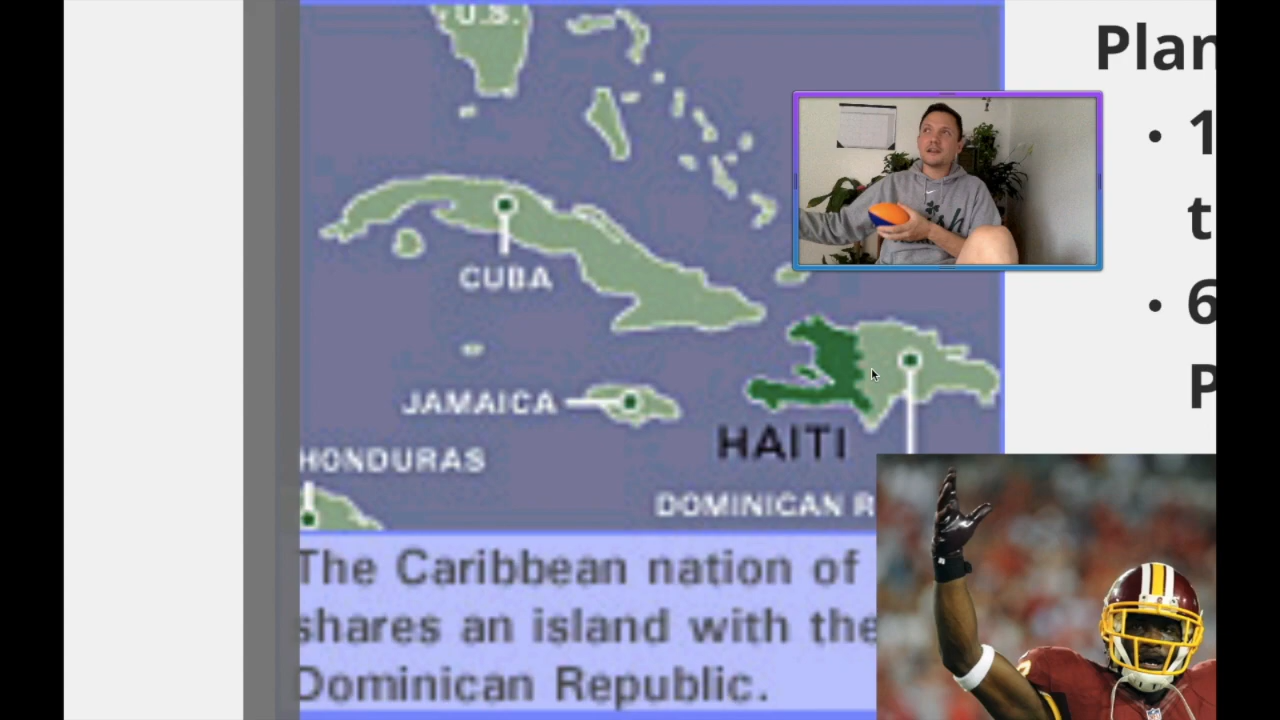 U.S.
Plan
• 1
t
CUBA
• 6
JAMAICA
P
HAITI
HONDURAS
DOMINICAN R
The Caribbean nation of
shares an island with the
Dominican Republic.